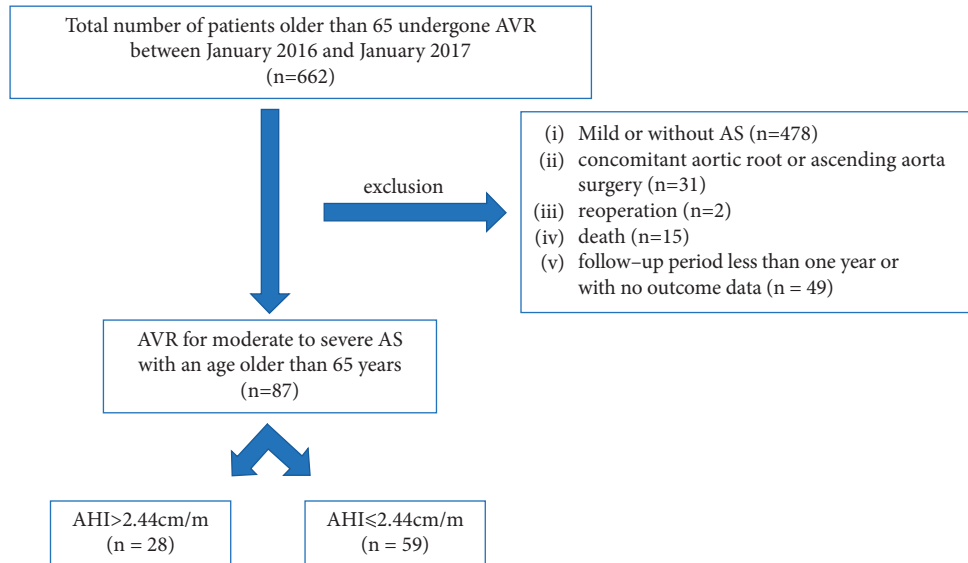 Total number of patients older than 65 undergone AVR
between January 2016 and January 2017
(n=662)
exclusion
(i) Mild or without AS (n=478)
(ii) concomitant aortic root or ascending aorta
surgery (n=31)
(iii) reoperation (n=2)
(iv) death (n=15)
(v) follow–up period less than one year or
with no outcome data (n = 49)
AVR for moderate to severe AS
with an age older than 65 years
(n=87)
AHI>2.44cm/m
(n = 28)
AHI⩽2.44cm/m
(n = 59)